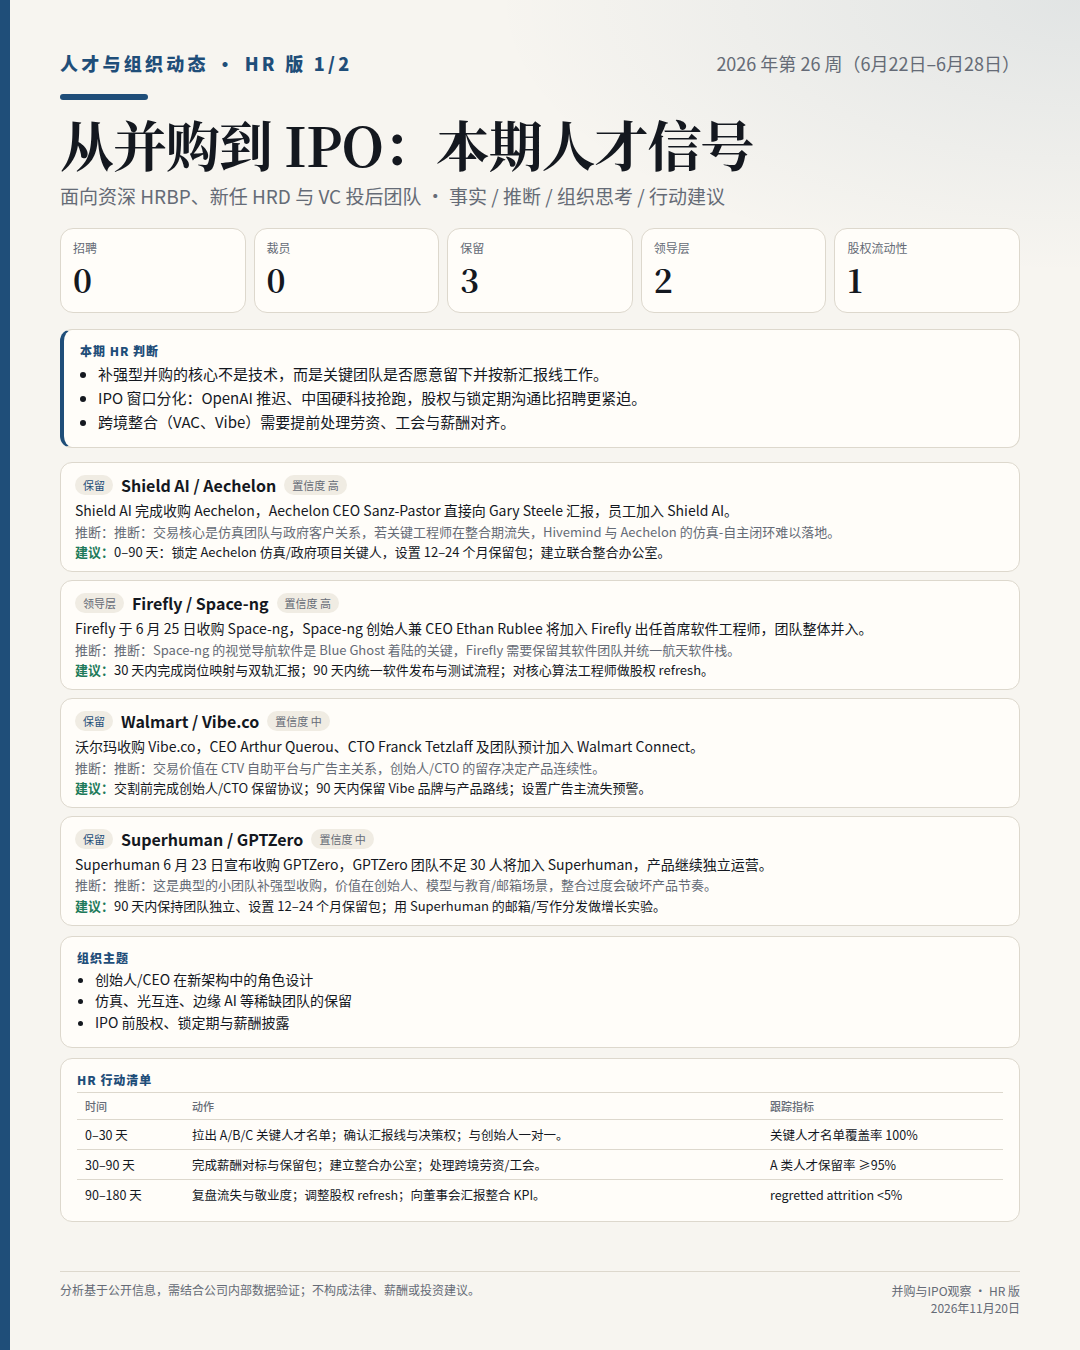 人才与组织动态 • HR 版 1/2
2026 年第 26 周（6月22日–6月28日）
从并购到 IPO：本期人才信号
面向资深 HRBP、新任 HRD 与 VC 投后团队 • 事实 / 推断 / 组织思考 / 行动建议
招聘
0
裁员
0
保留
3
领导层
2
股权流动性
1
本期 HR 判断
• 补强型并购的核心不是技术，而是关键团队是否愿意留下并按新汇报线工作。
• IPO 窗口分化：OpenAI 推迟、中国硬科技抢跑，股权与锁定期沟通比招聘更紧迫。
• 跨境整合（VAC、Vibe）需要提前处理劳资、工会与薪酬对齐。
保留 Shield AI / Aechelon 置信度 高
Shield AI 完成收购 Aechelon，Aechelon CEO Sanz-Pastor 直接向 Gary Steele 汇报，员工加入 Shield AI。
推断：推断：交易核心是仿真团队与政府客户关系，若关键工程师在整合期流失，Hivemind 与 Aechelon 的仿真-自主闭环难以落地。
建议：0–90 天：锁定 Aechelon 仿真/政府项目关键人，设置 12–24 个月保留包；建立联合整合办公室。
领导层 Firefly / Space-ng 置信度 高
Firefly 于 6 月 25 日收购 Space-ng，Space-ng 创始人兼 CEO Ethan Rublee 将加入 Firefly 出任首席软件工程师，团队整体并入。
推断：推断：Space-ng 的视觉导航软件是 Blue Ghost 着陆的关键，Firefly 需要保留其软件团队并统一航天软件栈。
建议：30 天内完成岗位映射与双轨汇报；90 天内统一软件发布与测试流程；对核心算法工程师做股权 refresh。
保留 Walmart / Vibe.co 置信度 中
沃尔玛收购 Vibe.co，CEO Arthur Querou、CTO Franck Tetzlaff 及团队预计加入 Walmart Connect。
推断：推断：交易价值在 CTV 自助平台与广告主关系，创始人/CTO 的留存决定产品连续性。
建议：交割前完成创始人/CTO 保留协议；90 天内保留 Vibe 品牌与产品路线；设置广告主流失预警。
保留 Superhuman / GPTZero 置信度 中
Superhuman 6 月 23 日宣布收购 GPTZero，GPTZero 团队不足 30 人将加入 Superhuman，产品继续独立运营。
推断：推断：这是典型的小团队补强型收购，价值在创始人、模型与教育/邮箱场景，整合过度会破坏产品节奏。
建议：90 天内保持团队独立、设置 12–24 个月保留包；用 Superhuman 的邮箱/写作分发做增长实验。
组织主题
• 创始人/CEO 在新架构中的角色设计
• 仿真、光互连、边缘 AI 等稀缺团队的保留
• IPO 前股权、锁定期与薪酬披露
HR 行动清单
时间 动作 跟踪指标
0–30 天 拉出 A/B/C 关键人才名单；确认汇报线与决策权；与创始人一对一。 关键人才名单覆盖率 100%
30–90 天 完成薪酬对标与保留包；建立整合办公室；处理跨境劳资/工会。 A 类人才保留率 ≥95%
90–180 天 复盘流失与敬业度；调整股权 refresh；向董事会汇报整合 KPI。 regretted attrition <5%
分析基于公开信息，需结合公司内部数据验证；不构成法律、薪酬或投资建议。
并购与IPO观察 • HR 版
2026年11月20日